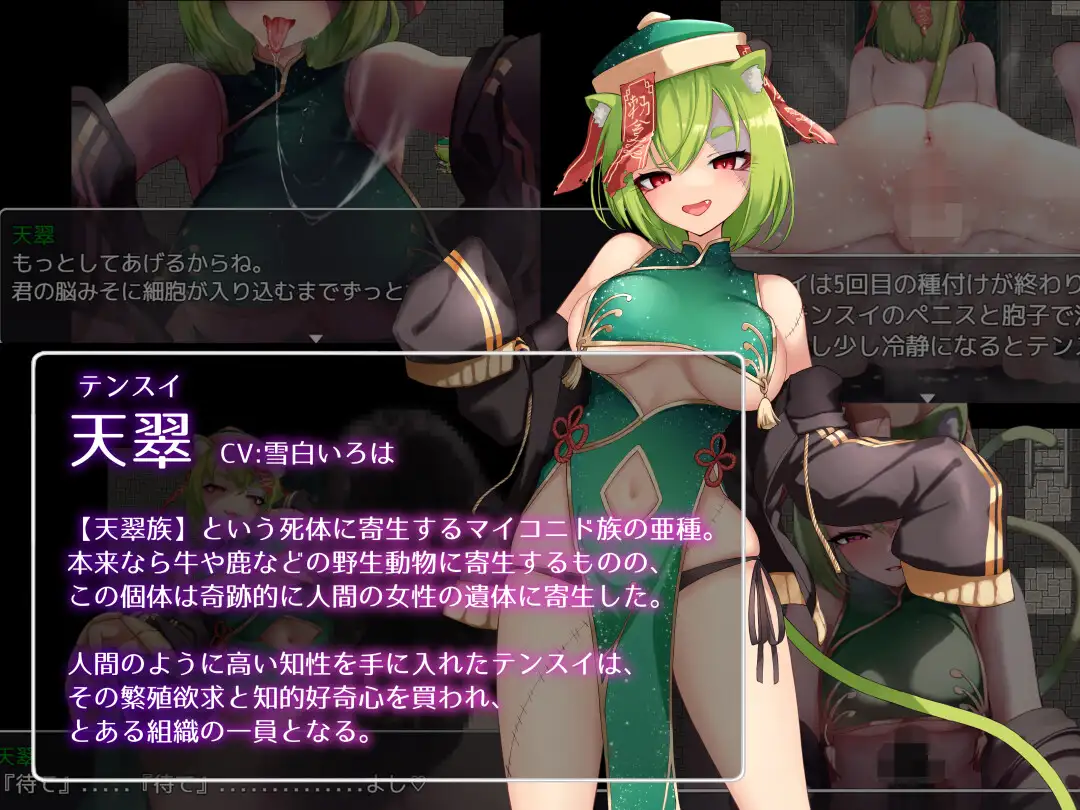 天翠
もっとしてあげるからね。
君の脳みそに細胞が入り込むまでずっと
イは5回目の種付けが終わり
ンスイのペニスと胞子で
し少し冷静になるとテン
テンスイ
天翠
CV:雪白いろは
【天翠族】という死体に寄生するマイコニド族の亜種。
本来なら牛や鹿などの野生動物に寄生するものの、
この個体は奇跡的に人間の女性の遺体に寄生した。
人間のように高い知性を手に入れたテンスイは、
その繁殖欲求と知的好奇心を買われ、
とある組織の一員となる。
天翠
『待て』.....『待て』...............よし♡